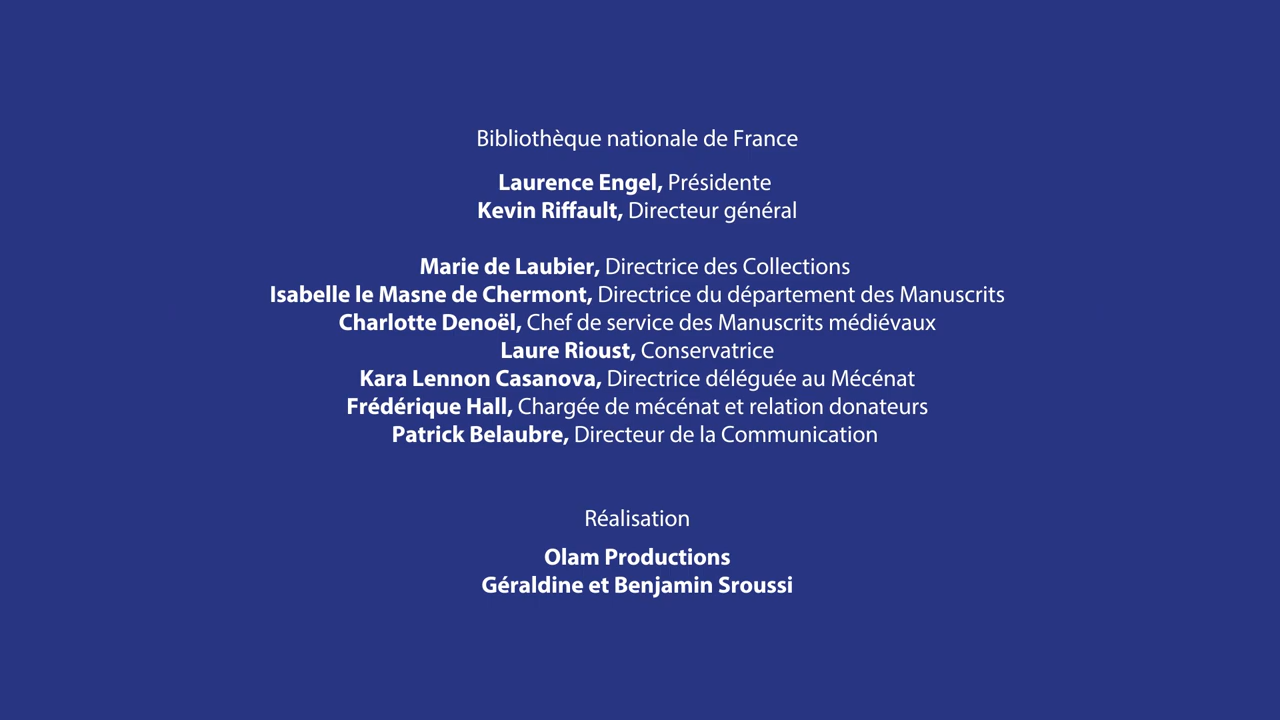 Bibliothèque nationale de France
Laurence Engel, Présidente
Kevin Riffault, Directeur général
Marie de Laubier, Directrice des Collections
Isabelle le Masne de Chermont, Directrice du département des Manuscrits
Charlotte Denoël, Chef de service des Manuscrits médiévaux
Laure Rioust, Conservatrice
Kara Lennon Casanova, Directrice déléguée au Mécénat
Frédérique Hall, Chargée de mécénat et relation donateurs
Patrick Belaubre, Directeur de la Communication
Réalisation
Olam Productions
Géraldine et Benjamin Sroussi